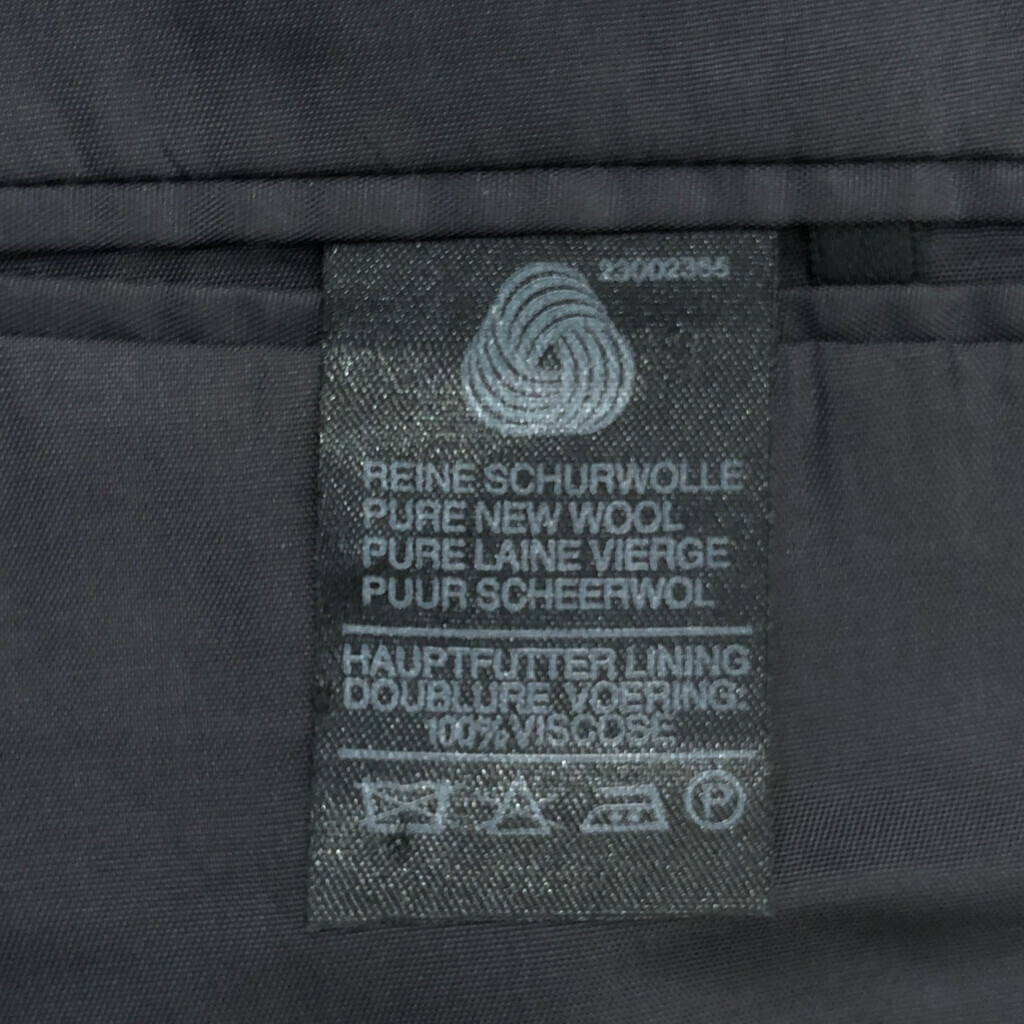 23002365
REINE SCHURWOLLE
PURE NEW WOOL
PURE LAINE VIERGE
PUUR SCHEERWOL
HAUPTFUTTER LINING
DOUBLURE VOERING:
100% VISCOSE
P